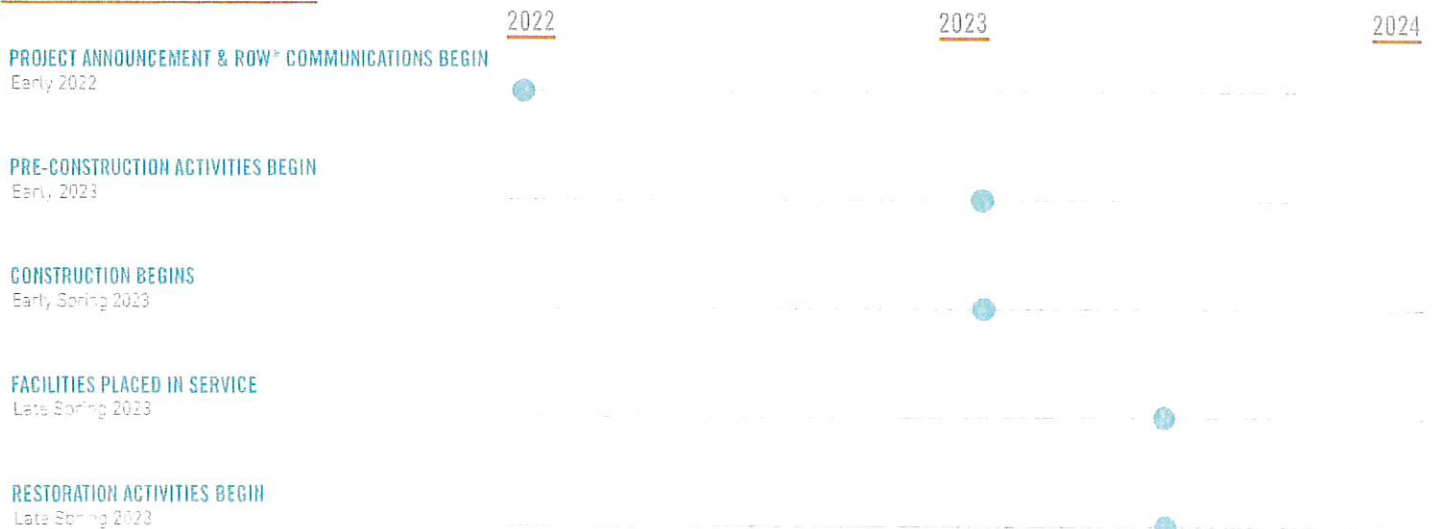 2022 2023 2024
PROJECT ANNOUNCEMENT & ROW* COMMUNICATIONS BEGIN
Early 2022
PRE-CONSTRUCTION ACTIVITIES BEGIN
Early 2023
CONSTRUCTION BEGINS
Early Spring 2023
FACILITIES PLACED IN SERVICE
Late Spring 2023
RESTORATION ACTIVITIES BEGIN
Late Spring 2023